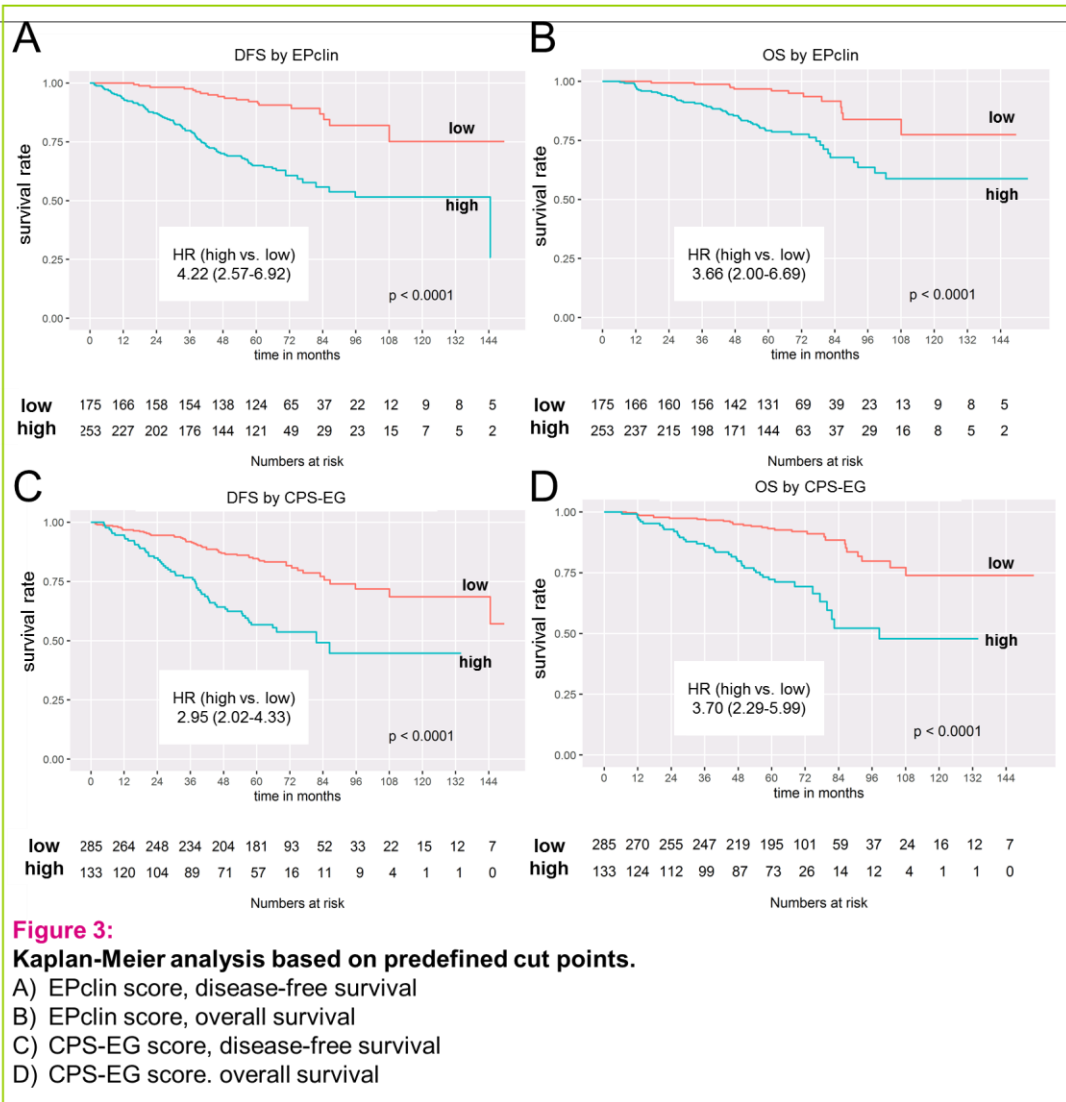 A
DFS by EPclin
survival rate
1.00
0.75
0.50
0.25
0.00
low
high
HR (high vs. low)
4.22 (2.57-6.92)
p < 0.0001
0 12 24 36 48 60 72 84 96 108 120 132 144
time in months
low 175 166 158 154 138 124 65 37 22 12 9 8 5
high 253 227 202 176 144 121 49 29 23 15 7 5 2
Numbers at risk
B
OS by EPclin
survival rate
1.00
0.75
0.50
0.25
0.00
low
high
HR (high vs. low)
3.66 (2.00-6.69)
p < 0.0001
0 12 24 36 48 60 72 84 96 108 120 132 144
time in months
low 175 166 160 156 142 131 69 39 23 13 9 8 5
high 253 237 215 198 171 144 63 37 29 16 8 5 2
Numbers at risk
C
DFS by CPS-EG
survival rate
1.00
0.75
0.50
0.25
0.00
low
high
HR (high vs. low)
2.95 (2.02-4.33)
p < 0.0001
0 12 24 36 48 60 72 84 96 108 120 132 144
time in months
low 285 264 248 234 204 181 93 52 33 22 15 12 7
high 133 120 104 89 71 57 16 11 9 4 1 1 0
Numbers at risk
D
OS by CPS-EG
survival rate
1.00
0.75
0.50
0.25
0.00
low
high
HR (high vs. low)
3.70 (2.29-5.99)
p < 0.0001
0 12 24 36 48 60 72 84 96 108 120 132 144
time in months
low 285 270 255 247 219 195 101 59 37 24 16 12 7
high 133 124 112 99 87 73 26 14 12 4 1 1 0
Numbers at risk
Figure 3:
Kaplan-Meier analysis based on predefined cut points.
A) EPclin score, disease-free survival
B) EPclin score, overall survival
C) CPS-EG score, disease-free survival
D) CPS-EG score. overall survival